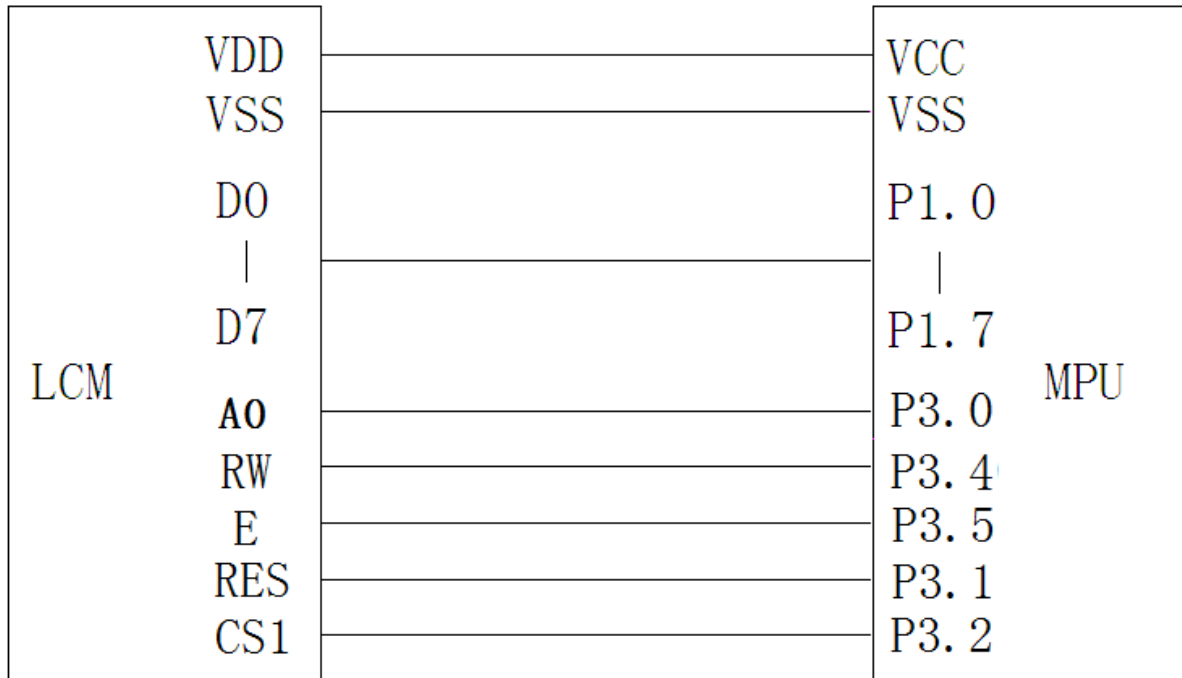 VDD VCC
VSS VSS
D0 P1.0
| |
D7 P1.7
LCM MPU
A0 P3.0
RW P3.4
E P3.5
RES P3.1
CS1 P3.2